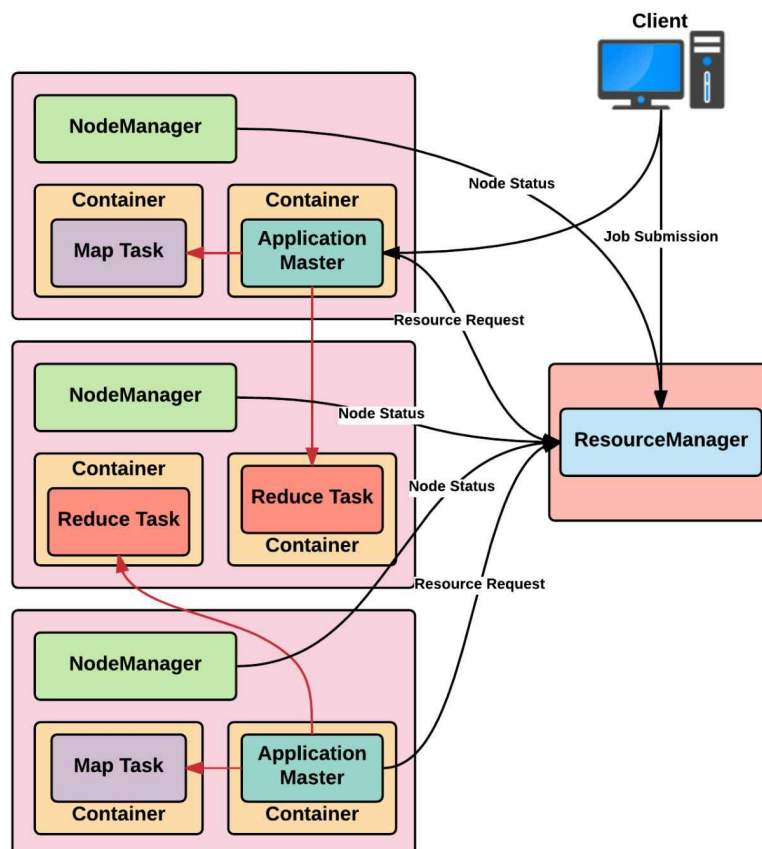 Client
NodeManager
Node Status
Container
Container
Map Task
Application
Master
Job Submission
Resource Request
NodeManager
Node Status
ResourceManager
Container
Reduce Task
Reduce Task
Container
Node Status
Resource Request
NodeManager
Map Task
Application
Master
Container
Container